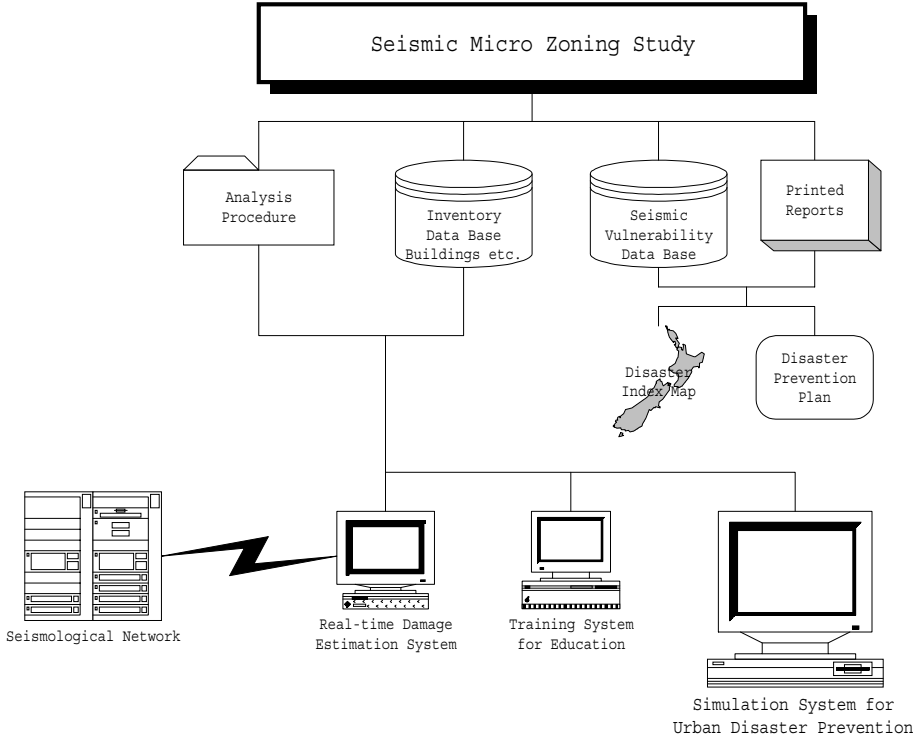 Seismic Micro Zoning Study
Analysis
Procedure
Inventory
Data Base
Buildings etc.
Seismic
Vulnerability
Data Base
Printed
Reports
Disaster
Index Map
Disaster
Prevention
Plan
Seismological Network
Real-time Damage
Estimation System
Training System
for Education
Simulation System for
Urban Disaster Prevention